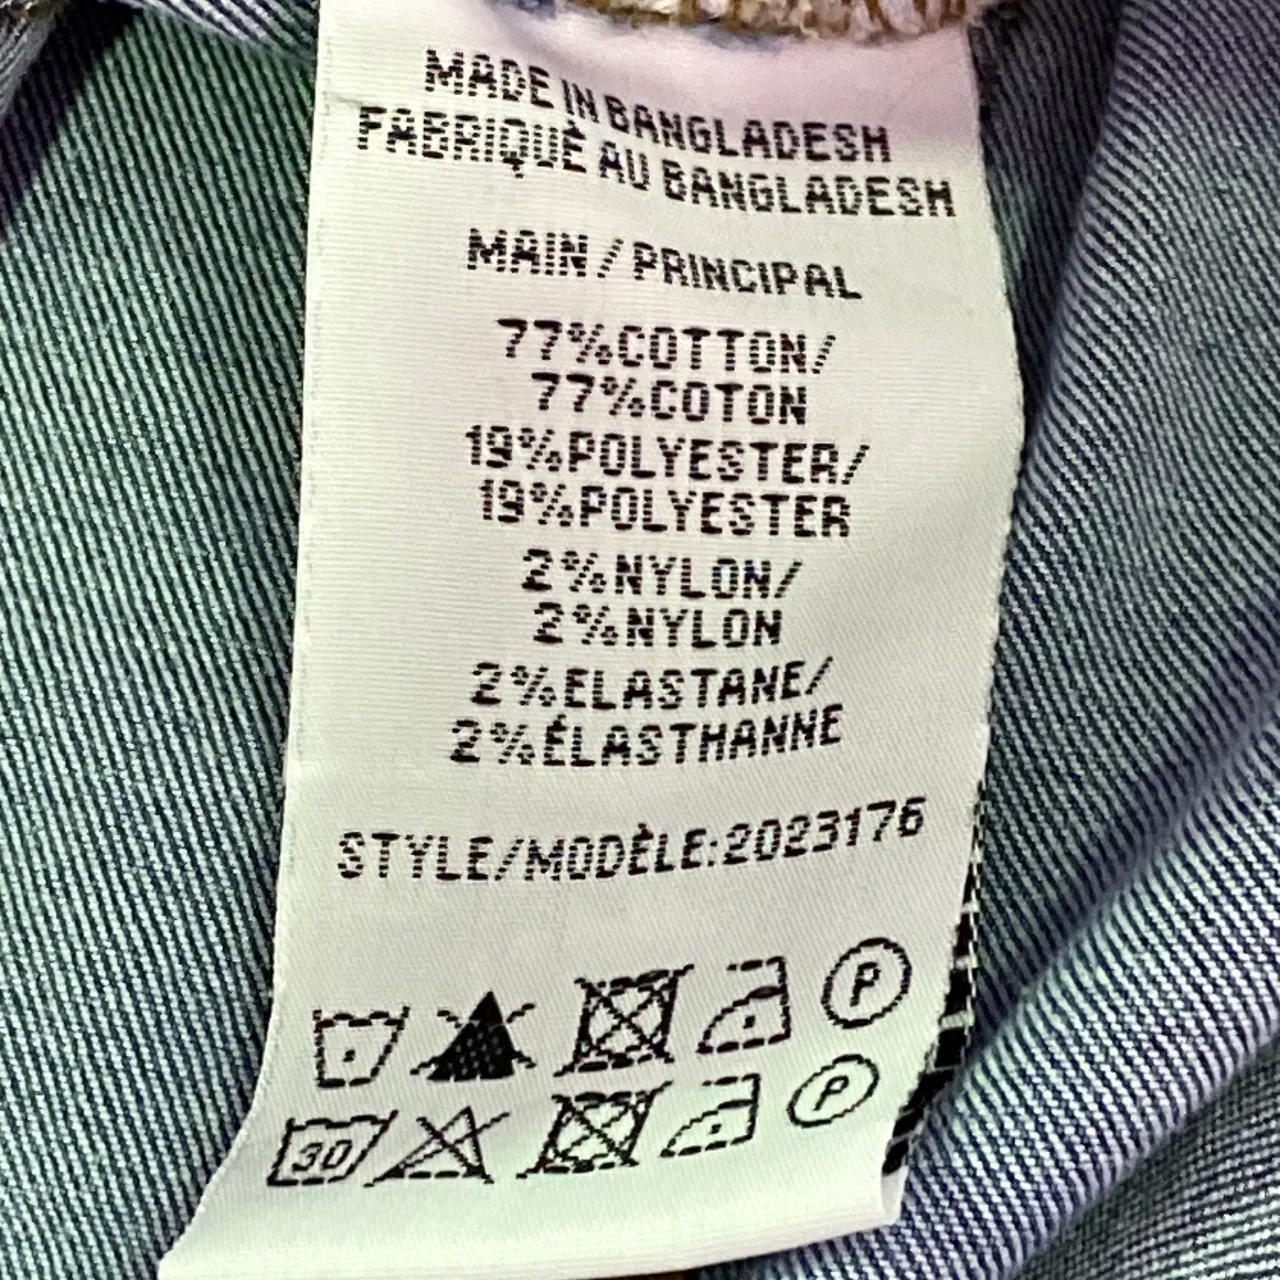 MADE IN BANGLADESH
FABRIQUÈ AU BANGLADESH
MAIN / PRINCIPAL
77%COTTON/
77%COTON
19%POLYESTER/
19%POLYESTER
2%NYLON/
2%NYLON
2%ELASTANE/
2%ÉLASTHANNE
STYLE/MODÈLE:2023176
P
30 P